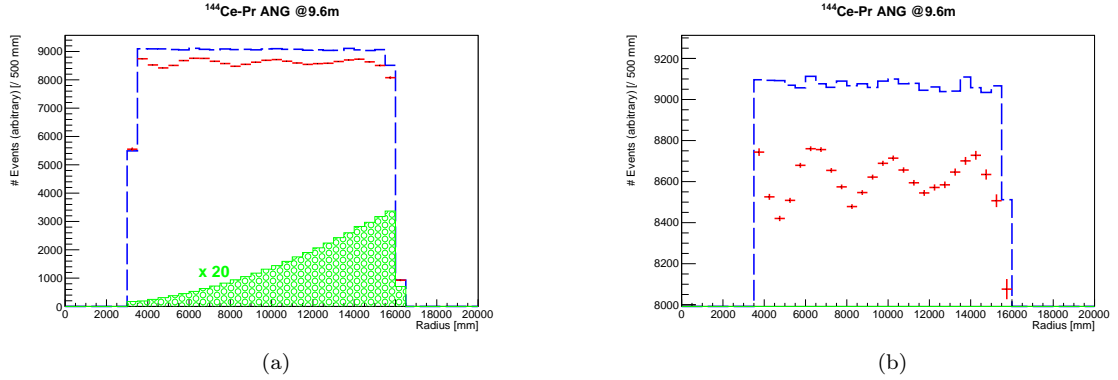 ¹⁴⁴Ce-Pr ANG @9.6m
# Events (arbitrary) [/ 500 mm]
9000
8000
7000
6000
5000
4000
3000
2000
1000
0
x 20
0 2000 4000 6000 8000 10000 12000 14000 16000 18000 20000
Radius [mm]
(a)
¹⁴⁴Ce-Pr ANG @9.6m
# Events (arbitrary) [/ 500 mm]
9200
9000
8800
8600
8400
8200
8000
0 2000 4000 6000 8000 10000 12000 14000 16000 18000 20000
Radius [mm]
(b)